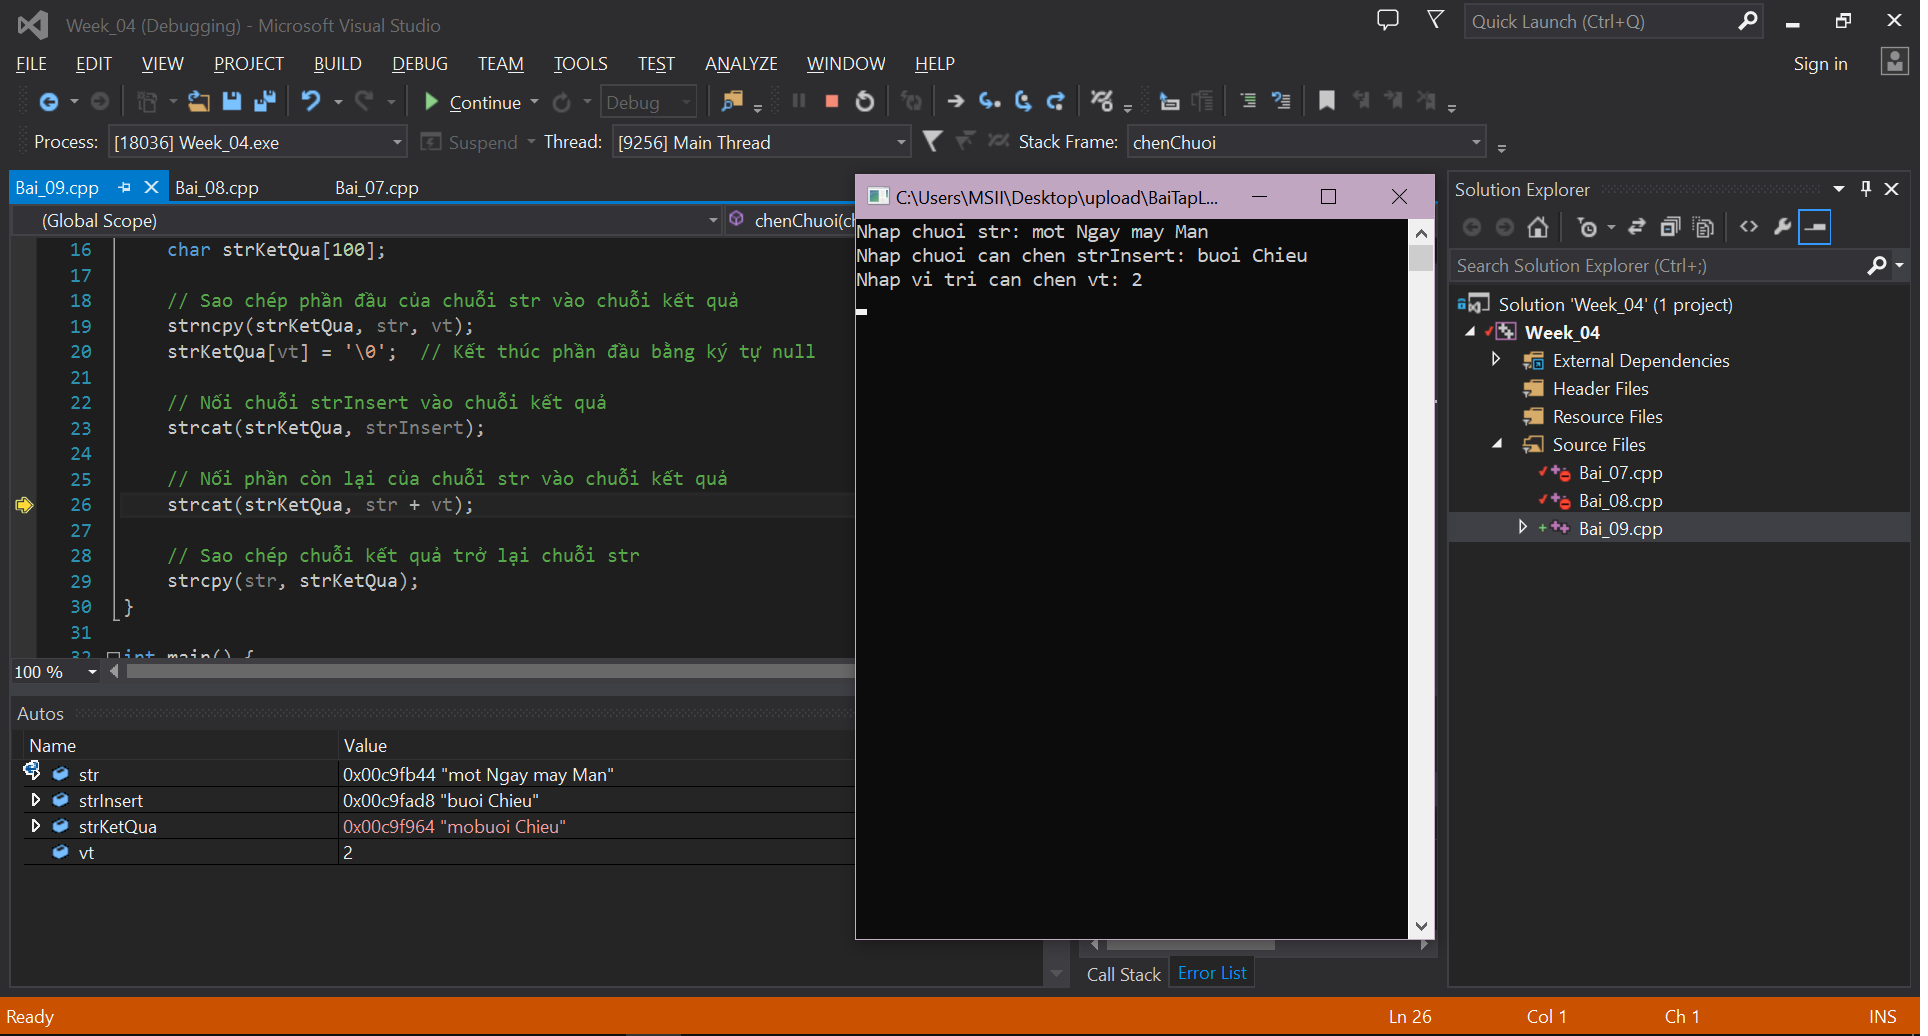 Week_04 (Debugging) - Microsoft Visual Studio
Quick Launch (Ctrl+Q)
FILE EDIT VIEW PROJECT BUILD DEBUG TEAM TOOLS TEST ANALYZE WINDOW HELP
Sign in
Continue
Debug
Process: [18036] Week_04.exe Suspend Thread: [9256] Main Thread Stack Frame: chenChuoi
Bai_09.cpp Bai_08.cpp Bai_07.cpp
(Global Scope) chenChuoi(
16 char strKetQua[100];
17
18 // Sao chép phần đầu của chuỗi str vào chuỗi kết quả
19 strncpy(strKetQua, str, vt);
20 strKetQua[vt] = '\0'; // Kết thúc phần đầu bằng ký tự null
21
22 // Nối chuỗi strInsert vào chuỗi kết quả
23 strcat(strKetQua, strInsert);
24
25 // Nối phần còn lại của chuỗi str vào chuỗi kết quả
26 strcat(strKetQua, str + vt);
27
28 // Sao chép chuỗi kết quả trở lại chuỗi str
29 strcpy(str, strKetQua);
30 }
31
32 int main() {
100 %
C:\Users\MSII\Desktop\upload\BaiTapL...
Nhap chuoi str: mot Ngay may Man
Nhap chuoi can chen strInsert: buoi Chieu
Nhap vi tri can chen vt: 2
Autos
Name Value
str 0x00c9fb44 "mot Ngay may Man"
strInsert 0x00c9fad8 "buoi Chieu"
strKetQua 0x00c9f964 "mobuoi Chieu"
vt 2
Call Stack Error List
Solution Explorer
Search Solution Explorer (Ctrl+;)
Solution 'Week_04' (1 project)
Week_04
External Dependencies
Header Files
Resource Files
Source Files
Bai_07.cpp
Bai_08.cpp
Bai_09.cpp
Ready Ln 26 Col 1 Ch 1 INS